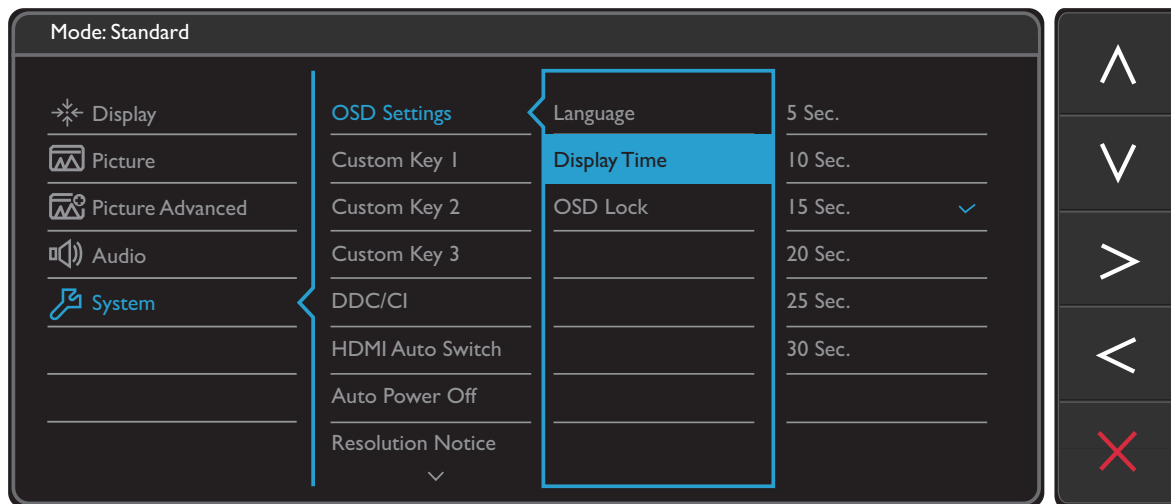 Mode: Standard
Display
Picture
Picture Advanced
Audio
System
OSD Settings
Custom Key 1
Custom Key 2
Custom Key 3
DDC/CI
HDMI Auto Switch
Auto Power Off
Resolution Notice
Language
Display Time
OSD Lock
5 Sec.
10 Sec.
15 Sec.
20 Sec.
25 Sec.
30 Sec.